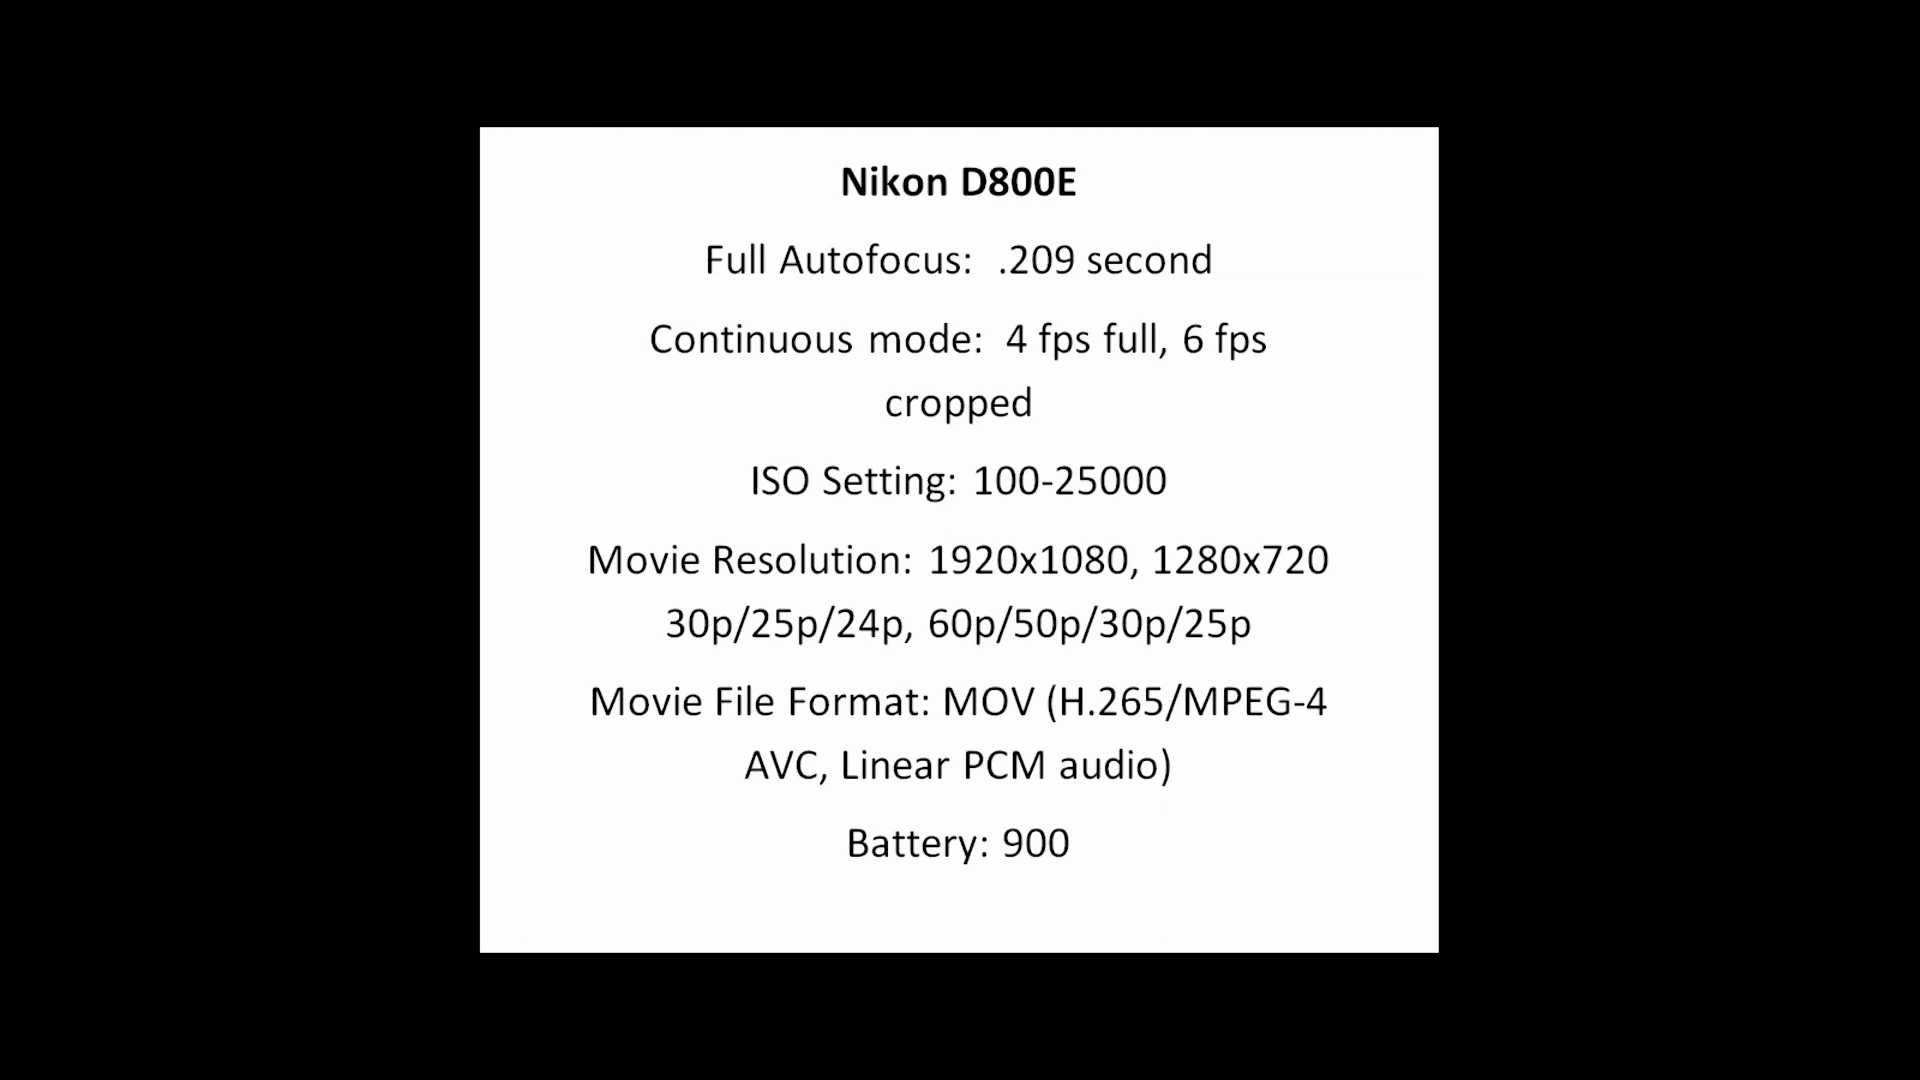 Nikon D800E
Full Autofocus:  .209 second
Continuous mode:  4 fps full, 6 fps
cropped
ISO Setting: 100-25000
Movie Resolution: 1920x1080, 1280x720
30p/25p/24p, 60p/50p/30p/25p
Movie File Format: MOV (H.265/MPEG-4
AVC, Linear PCM audio)
Battery: 900